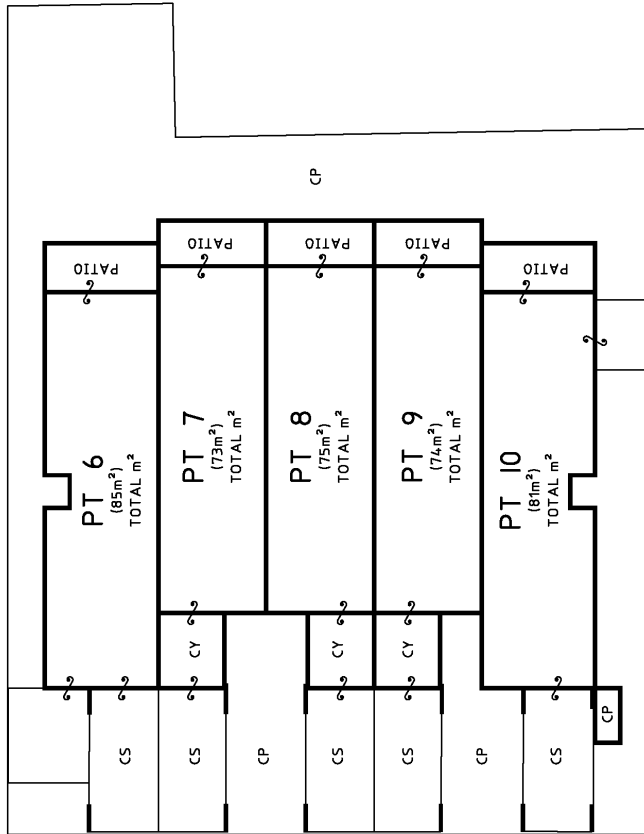 CP
PATIO
PATIO
PATIO
PATIO
PATIO
PT 6
(85m²)
TOTAL m²
PT 7
(73m²)
TOTAL m²
PT 8
(75m²)
TOTAL m²
PT 9
(74m²)
TOTAL m²
PT 10
(81m²)
TOTAL m²
CY
CY
CY
CS
CS
CP
CS
CS
CP
CS
CP